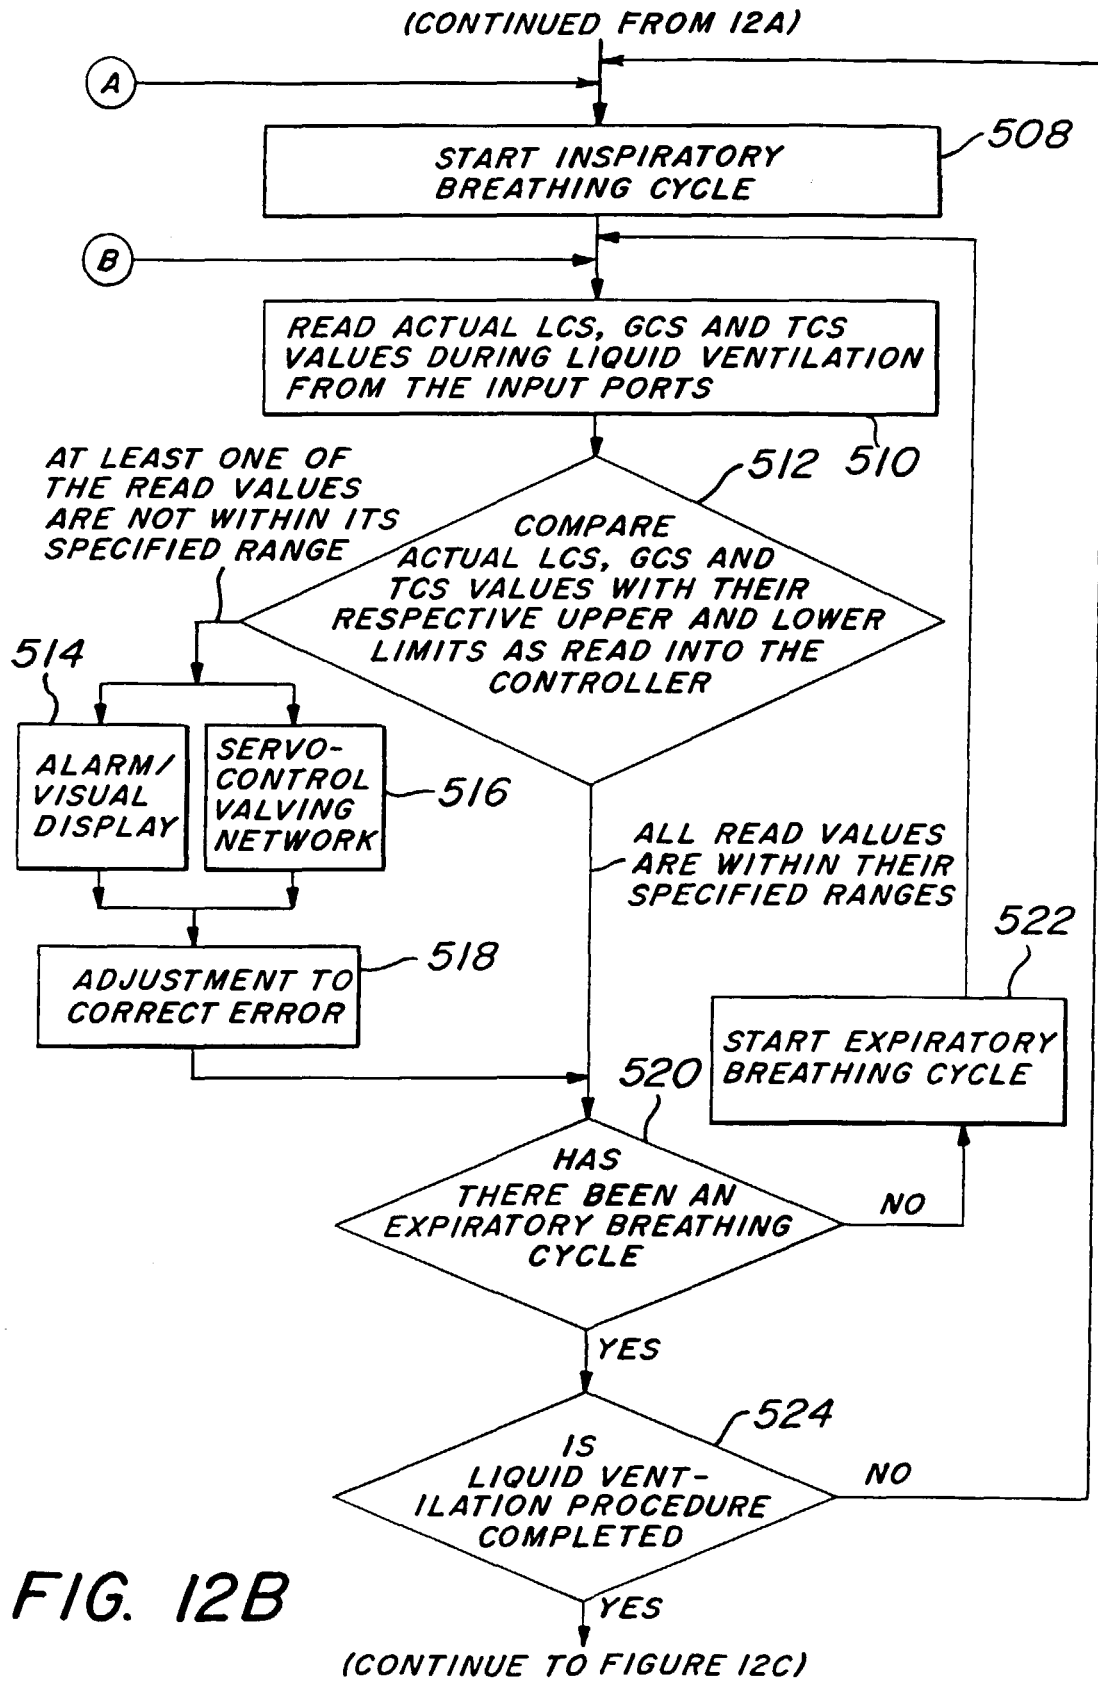 (CONTINUED FROM 12A)
A
508
START INSPIRATORY
BREATHING CYCLE
B
READ ACTUAL LCS, GCS AND TCS
VALUES DURING LIQUID VENTILATION
FROM THE INPUT PORTS
510
512
AT LEAST ONE OF
THE READ VALUES
ARE NOT WITHIN ITS
SPECIFIED RANGE
COMPARE
ACTUAL LCS, GCS AND
TCS VALUES WITH THEIR
RESPECTIVE UPPER AND LOWER
LIMITS AS READ INTO THE
CONTROLLER
514
ALARM/
VISUAL
DISPLAY
SERVO-
CONTROL
VALVING
NETWORK
516
ALL READ VALUES
ARE WITHIN THEIR
SPECIFIED RANGES
518
ADJUSTMENT TO
CORRECT ERROR
522
START EXPIRATORY
BREATHING CYCLE
520
HAS
THERE BEEN AN
EXPIRATORY BREATHING
CYCLE
NO
YES
524
IS
LIQUID VENT-
ILATION PROCEDURE
COMPLETED
NO
YES
FIG. 12B
(CONTINUE TO FIGURE 12C)